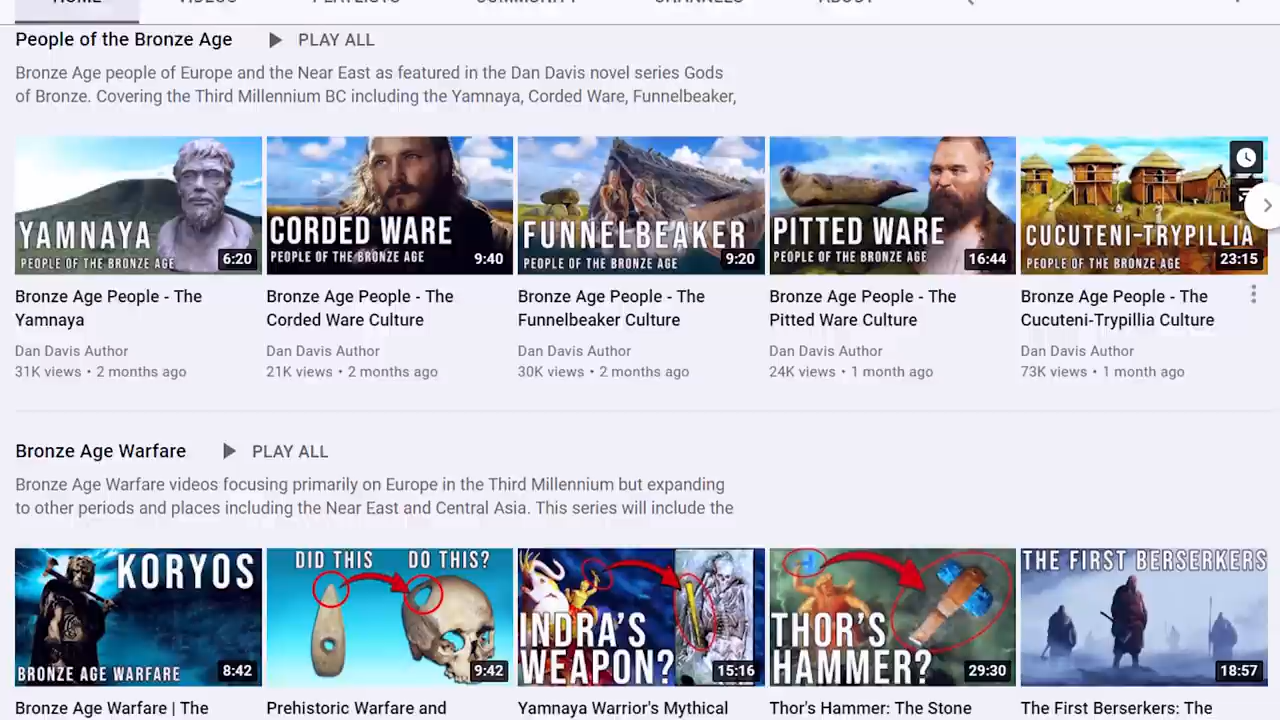 HOME VIDEOS PLAYLISTS COMMUNITY CHANNELS ABOUT
People of the Bronze Age PLAY ALL
Bronze Age people of Europe and the Near East as featured in the Dan Davis novel series Gods
of Bronze. Covering the Third Millennium BC including the Yamnaya, Corded Ware, Funnelbeaker,
YAMNAYA
PEOPLE OF THE BRONZE AGE
6:20
CORDED WARE
PEOPLE OF THE BRONZE AGE
9:40
FUNNELBEAKER
PEOPLE OF THE BRONZE AGE
9:20
PITTED WARE
PEOPLE OF THE BRONZE AGE
16:44
CUCUTENI-TRYPILLIA
PEOPLE OF THE BRONZE AGE
23:15
Bronze Age People - The
Yamnaya
Dan Davis Author
31K views • 2 months ago
Bronze Age People - The
Corded Ware Culture
Dan Davis Author
21K views • 2 months ago
Bronze Age People - The
Funnelbeaker Culture
Dan Davis Author
30K views • 2 months ago
Bronze Age People - The
Pitted Ware Culture
Dan Davis Author
24K views • 1 month ago
Bronze Age People - The
Cucuteni-Trypillia Culture
Dan Davis Author
73K views • 1 month ago
Bronze Age Warfare PLAY ALL
Bronze Age Warfare videos focusing primarily on Europe in the Third Millennium but expanding
to other periods and places including the Near East and Central Asia. This series will include the
KORYOS
BRONZE AGE WARFARE
8:42
DID THIS DO THIS?
9:42
INDRA'S
WEAPON?
15:16
THOR'S
HAMMER?
29:30
THE FIRST BERSERKERS
18:57
Bronze Age Warfare | The
Prehistoric Warfare and
Yamnaya Warrior's Mythical
Thor's Hammer: The Stone
The First Berserkers: The